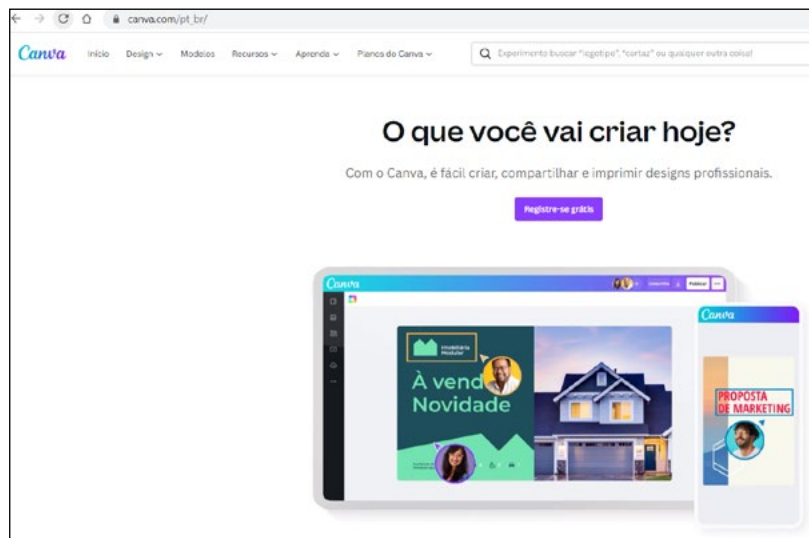 canva.com/pt_br/
Canva Início Design Modelos Recursos Aprenda Planos do Canva Experimente buscar "logotipo", "cartaz" ou qualquer outra coisa!
O que você vai criar hoje?
Com o Canva, é fácil criar, compartilhar e imprimir designs profissionais.
Registre-se grátis
Canva
Publicar
Canva
Imobiliária
Modular
À vend
Novidade
PROPOSTA
DE MARKETING